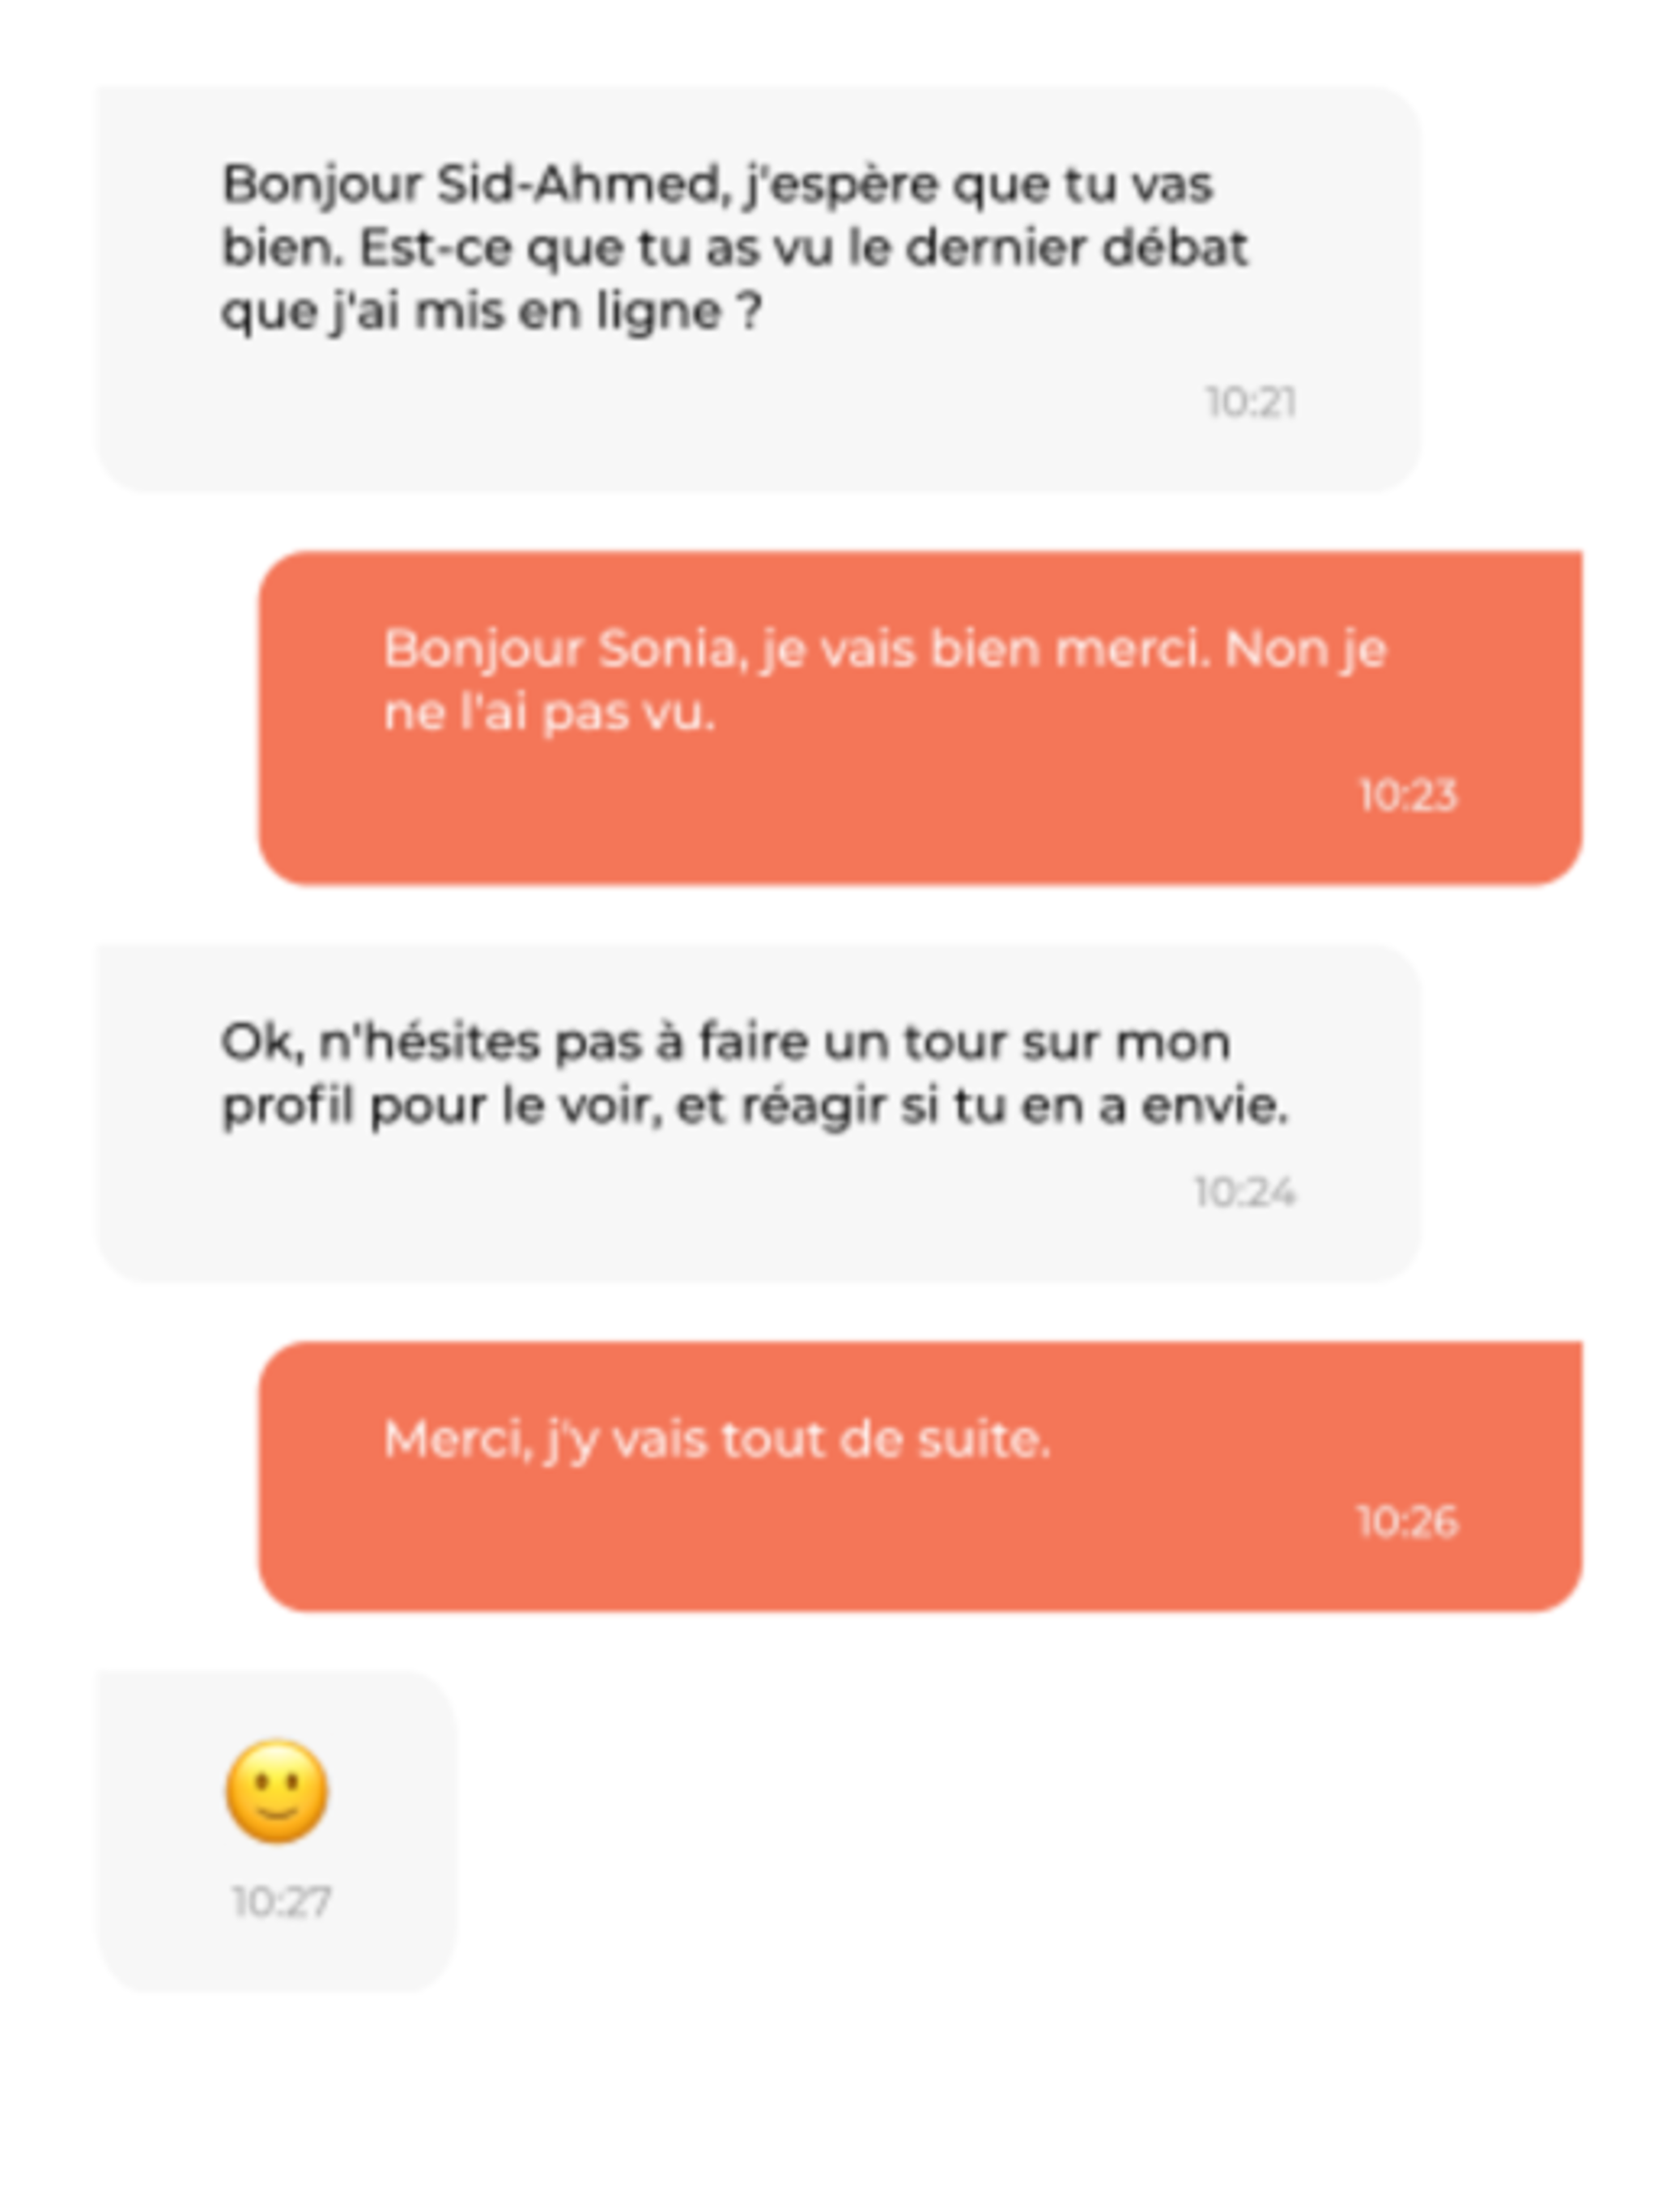 Bonjour Sid-Ahmed, j'espère que tu vas
bien. Est-ce que tu as vu le dernier débat
que j'ai mis en ligne ?
10:21
Bonjour Sonia, je vais bien merci. Non je
ne l'ai pas vu.
10:23
Ok, n'hésites pas à faire un tour sur mon
profil pour le voir, et réagir si tu en a envie.
10:24
Merci, j'y vais tout de suite.
10:26
🙂
10:27